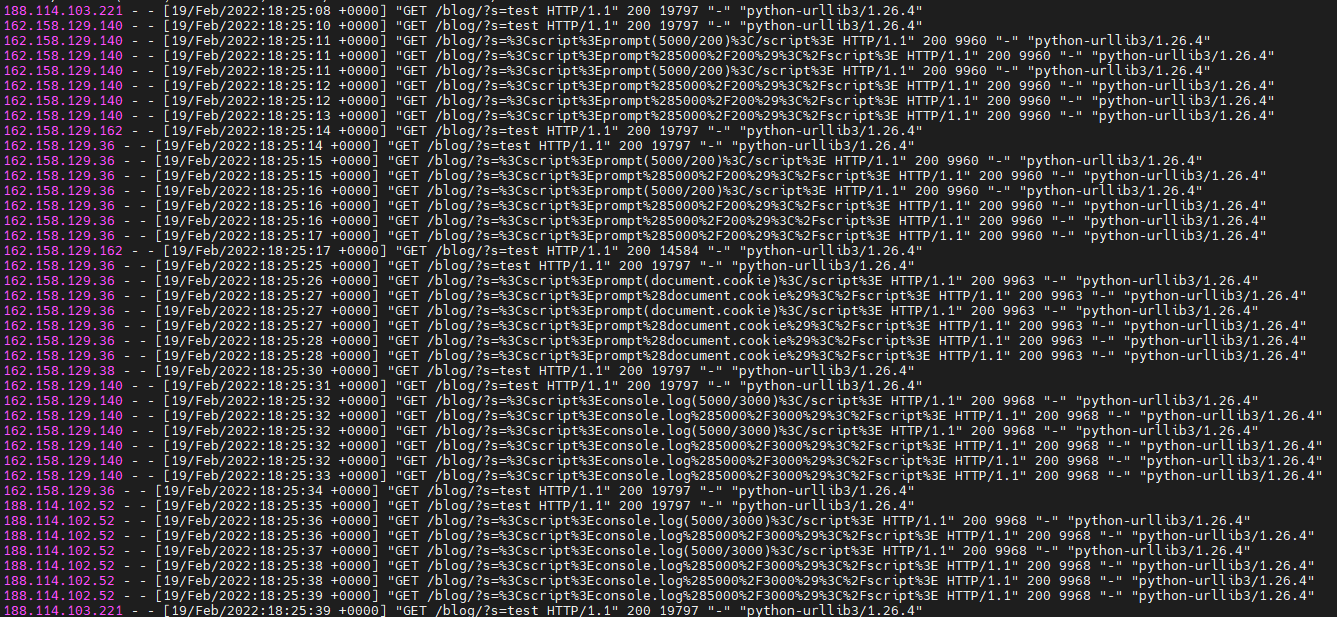 188.114.103.221 - - [19/Feb/2022:18:25:08 +0000] "GET /blog/?s=test HTTP/1.1" 200 19797 "-" "python-urllib3/1.26.4"
162.158.129.140 - - [19/Feb/2022:18:25:10 +0000] "GET /blog/?s=test HTTP/1.1" 200 19797 "-" "python-urllib3/1.26.4"
162.158.129.140 - - [19/Feb/2022:18:25:11 +0000] "GET /blog/?s=%3Cscript%3Eprompt(5000/200)%3C/script%3E HTTP/1.1" 200 9960 "-" "python-urllib3/1.26.4"
162.158.129.140 - - [19/Feb/2022:18:25:11 +0000] "GET /blog/?s=%3Cscript%3Eprompt%285000%2F200%29%3C%2Fscript%3E HTTP/1.1" 200 9960 "-" "python-urllib3/1.26.4"
162.158.129.140 - - [19/Feb/2022:18:25:11 +0000] "GET /blog/?s=%3Cscript%3Eprompt(5000/200)%3C/script%3E HTTP/1.1" 200 9960 "-" "python-urllib3/1.26.4"
162.158.129.140 - - [19/Feb/2022:18:25:12 +0000] "GET /blog/?s=%3Cscript%3Eprompt%285000%2F200%29%3C%2Fscript%3E HTTP/1.1" 200 9960 "-" "python-urllib3/1.26.4"
162.158.129.140 - - [19/Feb/2022:18:25:12 +0000] "GET /blog/?s=%3Cscript%3Eprompt%285000%2F200%29%3C%2Fscript%3E HTTP/1.1" 200 9960 "-" "python-urllib3/1.26.4"
162.158.129.140 - - [19/Feb/2022:18:25:13 +0000] "GET /blog/?s=%3Cscript%3Eprompt%285000%2F200%29%3C%2Fscript%3E HTTP/1.1" 200 9960 "-" "python-urllib3/1.26.4"
162.158.129.162 - - [19/Feb/2022:18:25:14 +0000] "GET /blog/?s=test HTTP/1.1" 200 19797 "-" "python-urllib3/1.26.4"
162.158.129.36 - - [19/Feb/2022:18:25:14 +0000] "GET /blog/?s=test HTTP/1.1" 200 19797 "-" "python-urllib3/1.26.4"
162.158.129.36 - - [19/Feb/2022:18:25:15 +0000] "GET /blog/?s=%3Cscript%3Eprompt(5000/200)%3C/script%3E HTTP/1.1" 200 9960 "-" "python-urllib3/1.26.4"
162.158.129.36 - - [19/Feb/2022:18:25:15 +0000] "GET /blog/?s=%3Cscript%3Eprompt%285000%2F200%29%3C%2Fscript%3E HTTP/1.1" 200 9960 "-" "python-urllib3/1.26.4"
162.158.129.36 - - [19/Feb/2022:18:25:16 +0000] "GET /blog/?s=%3Cscript%3Eprompt(5000/200)%3C/script%3E HTTP/1.1" 200 9960 "-" "python-urllib3/1.26.4"
162.158.129.36 - - [19/Feb/2022:18:25:16 +0000] "GET /blog/?s=%3Cscript%3Eprompt%285000%2F200%29%3C%2Fscript%3E HTTP/1.1" 200 9960 "-" "python-urllib3/1.26.4"
162.158.129.36 - - [19/Feb/2022:18:25:16 +0000] "GET /blog/?s=%3Cscript%3Eprompt%285000%2F200%29%3C%2Fscript%3E HTTP/1.1" 200 9960 "-" "python-urllib3/1.26.4"
162.158.129.36 - - [19/Feb/2022:18:25:17 +0000] "GET /blog/?s=%3Cscript%3Eprompt%285000%2F200%29%3C%2Fscript%3E HTTP/1.1" 200 9960 "-" "python-urllib3/1.26.4"
162.158.129.162 - - [19/Feb/2022:18:25:17 +0000] "GET /blog/?s=test HTTP/1.1" 200 14584 "-" "python-urllib3/1.26.4"
162.158.129.36 - - [19/Feb/2022:18:25:25 +0000] "GET /blog/?s=test HTTP/1.1" 200 19797 "-" "python-urllib3/1.26.4"
162.158.129.36 - - [19/Feb/2022:18:25:26 +0000] "GET /blog/?s=%3Cscript%3Eprompt(document.cookie)%3C/script%3E HTTP/1.1" 200 9963 "-" "python-urllib3/1.26.4"
162.158.129.36 - - [19/Feb/2022:18:25:27 +0000] "GET /blog/?s=%3Cscript%3Eprompt%28document.cookie%29%3C%2Fscript%3E HTTP/1.1" 200 9963 "-" "python-urllib3/1.26.4"
162.158.129.36 - - [19/Feb/2022:18:25:27 +0000] "GET /blog/?s=%3Cscript%3Eprompt(document.cookie)%3C/script%3E HTTP/1.1" 200 9963 "-" "python-urllib3/1.26.4"
162.158.129.36 - - [19/Feb/2022:18:25:27 +0000] "GET /blog/?s=%3Cscript%3Eprompt%28document.cookie%29%3C%2Fscript%3E HTTP/1.1" 200 9963 "-" "python-urllib3/1.26.4"
162.158.129.36 - - [19/Feb/2022:18:25:28 +0000] "GET /blog/?s=%3Cscript%3Eprompt%28document.cookie%29%3C%2Fscript%3E HTTP/1.1" 200 9963 "-" "python-urllib3/1.26.4"
162.158.129.36 - - [19/Feb/2022:18:25:28 +0000] "GET /blog/?s=%3Cscript%3Eprompt%28document.cookie%29%3C%2Fscript%3E HTTP/1.1" 200 9963 "-" "python-urllib3/1.26.4"
162.158.129.38 - - [19/Feb/2022:18:25:30 +0000] "GET /blog/?s=test HTTP/1.1" 200 19797 "-" "python-urllib3/1.26.4"
162.158.129.140 - - [19/Feb/2022:18:25:31 +0000] "GET /blog/?s=test HTTP/1.1" 200 19797 "-" "python-urllib3/1.26.4"
162.158.129.140 - - [19/Feb/2022:18:25:32 +0000] "GET /blog/?s=%3Cscript%3Econsole.log(5000/3000)%3C/script%3E HTTP/1.1" 200 9968 "-" "python-urllib3/1.26.4"
162.158.129.140 - - [19/Feb/2022:18:25:32 +0000] "GET /blog/?s=%3Cscript%3Econsole.log%285000%2F3000%29%3C%2Fscript%3E HTTP/1.1" 200 9968 "-" "python-urllib3/1.26.4"
162.158.129.140 - - [19/Feb/2022:18:25:32 +0000] "GET /blog/?s=%3Cscript%3Econsole.log(5000/3000)%3C/script%3E HTTP/1.1" 200 9968 "-" "python-urllib3/1.26.4"
162.158.129.140 - - [19/Feb/2022:18:25:32 +0000] "GET /blog/?s=%3Cscript%3Econsole.log%285000%2F3000%29%3C%2Fscript%3E HTTP/1.1" 200 9968 "-" "python-urllib3/1.26.4"
162.158.129.140 - - [19/Feb/2022:18:25:32 +0000] "GET /blog/?s=%3Cscript%3Econsole.log%285000%2F3000%29%3C%2Fscript%3E HTTP/1.1" 200 9968 "-" "python-urllib3/1.26.4"
162.158.129.140 - - [19/Feb/2022:18:25:33 +0000] "GET /blog/?s=%3Cscript%3Econsole.log%285000%2F3000%29%3C%2Fscript%3E HTTP/1.1" 200 9968 "-" "python-urllib3/1.26.4"
162.158.129.36 - - [19/Feb/2022:18:25:34 +0000] "GET /blog/?s=test HTTP/1.1" 200 19797 "-" "python-urllib3/1.26.4"
188.114.102.52 - - [19/Feb/2022:18:25:35 +0000] "GET /blog/?s=test HTTP/1.1" 200 19797 "-" "python-urllib3/1.26.4"
188.114.102.52 - - [19/Feb/2022:18:25:36 +0000] "GET /blog/?s=%3Cscript%3Econsole.log(5000/3000)%3C/script%3E HTTP/1.1" 200 9968 "-" "python-urllib3/1.26.4"
188.114.102.52 - - [19/Feb/2022:18:25:36 +0000] "GET /blog/?s=%3Cscript%3Econsole.log%285000%2F3000%29%3C%2Fscript%3E HTTP/1.1" 200 9968 "-" "python-urllib3/1.26.4"
188.114.102.52 - - [19/Feb/2022:18:25:37 +0000] "GET /blog/?s=%3Cscript%3Econsole.log(5000/3000)%3C/script%3E HTTP/1.1" 200 9968 "-" "python-urllib3/1.26.4"
188.114.102.52 - - [19/Feb/2022:18:25:38 +0000] "GET /blog/?s=%3Cscript%3Econsole.log%285000%2F3000%29%3C%2Fscript%3E HTTP/1.1" 200 9968 "-" "python-urllib3/1.26.4"
188.114.102.52 - - [19/Feb/2022:18:25:38 +0000] "GET /blog/?s=%3Cscript%3Econsole.log%285000%2F3000%29%3C%2Fscript%3E HTTP/1.1" 200 9968 "-" "python-urllib3/1.26.4"
188.114.102.52 - - [19/Feb/2022:18:25:39 +0000] "GET /blog/?s=%3Cscript%3Econsole.log%285000%2F3000%29%3C%2Fscript%3E HTTP/1.1" 200 9968 "-" "python-urllib3/1.26.4"
188.114.103.221 - - [19/Feb/2022:18:25:39 +0000] "GET /blog/?s=test HTTP/1.1" 200 19797 "-" "python-urllib3/1.26.4"